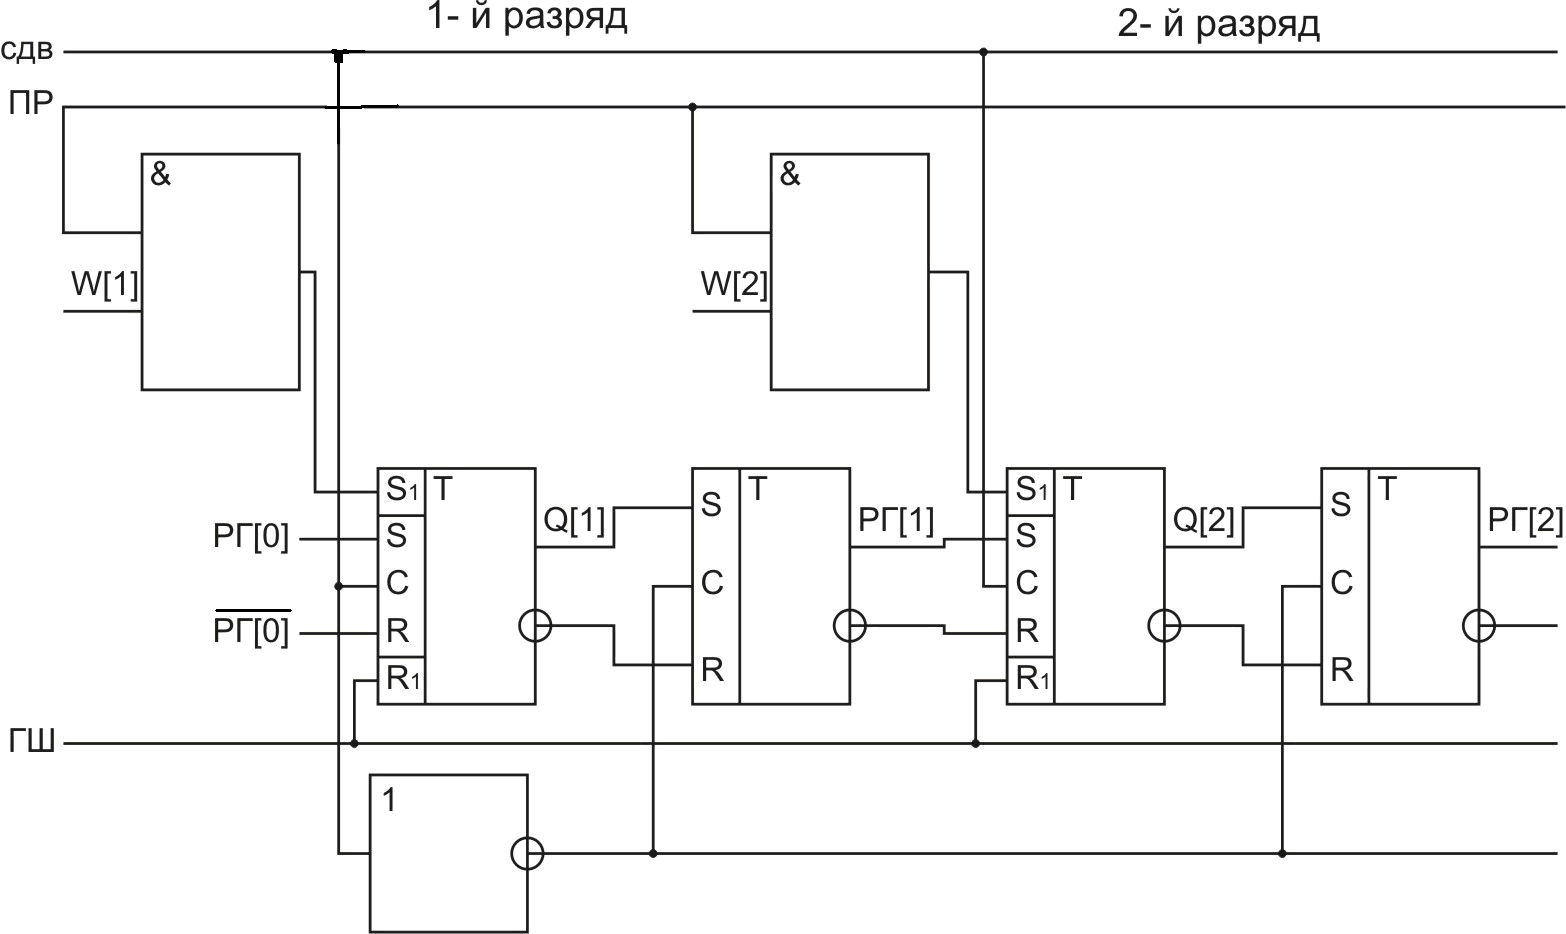 1- й разряд
2- й разряд
сдв
ПР
&
&
W[1]
W[2]
S1 T
S T
S1 T
S T
Q[1]
РГ[1]
Q[2]
РГ[2]
РГ[0]
S
S
C
C
C
C
РГ[0]
R
R
R
R
R1
R1
ГШ
1